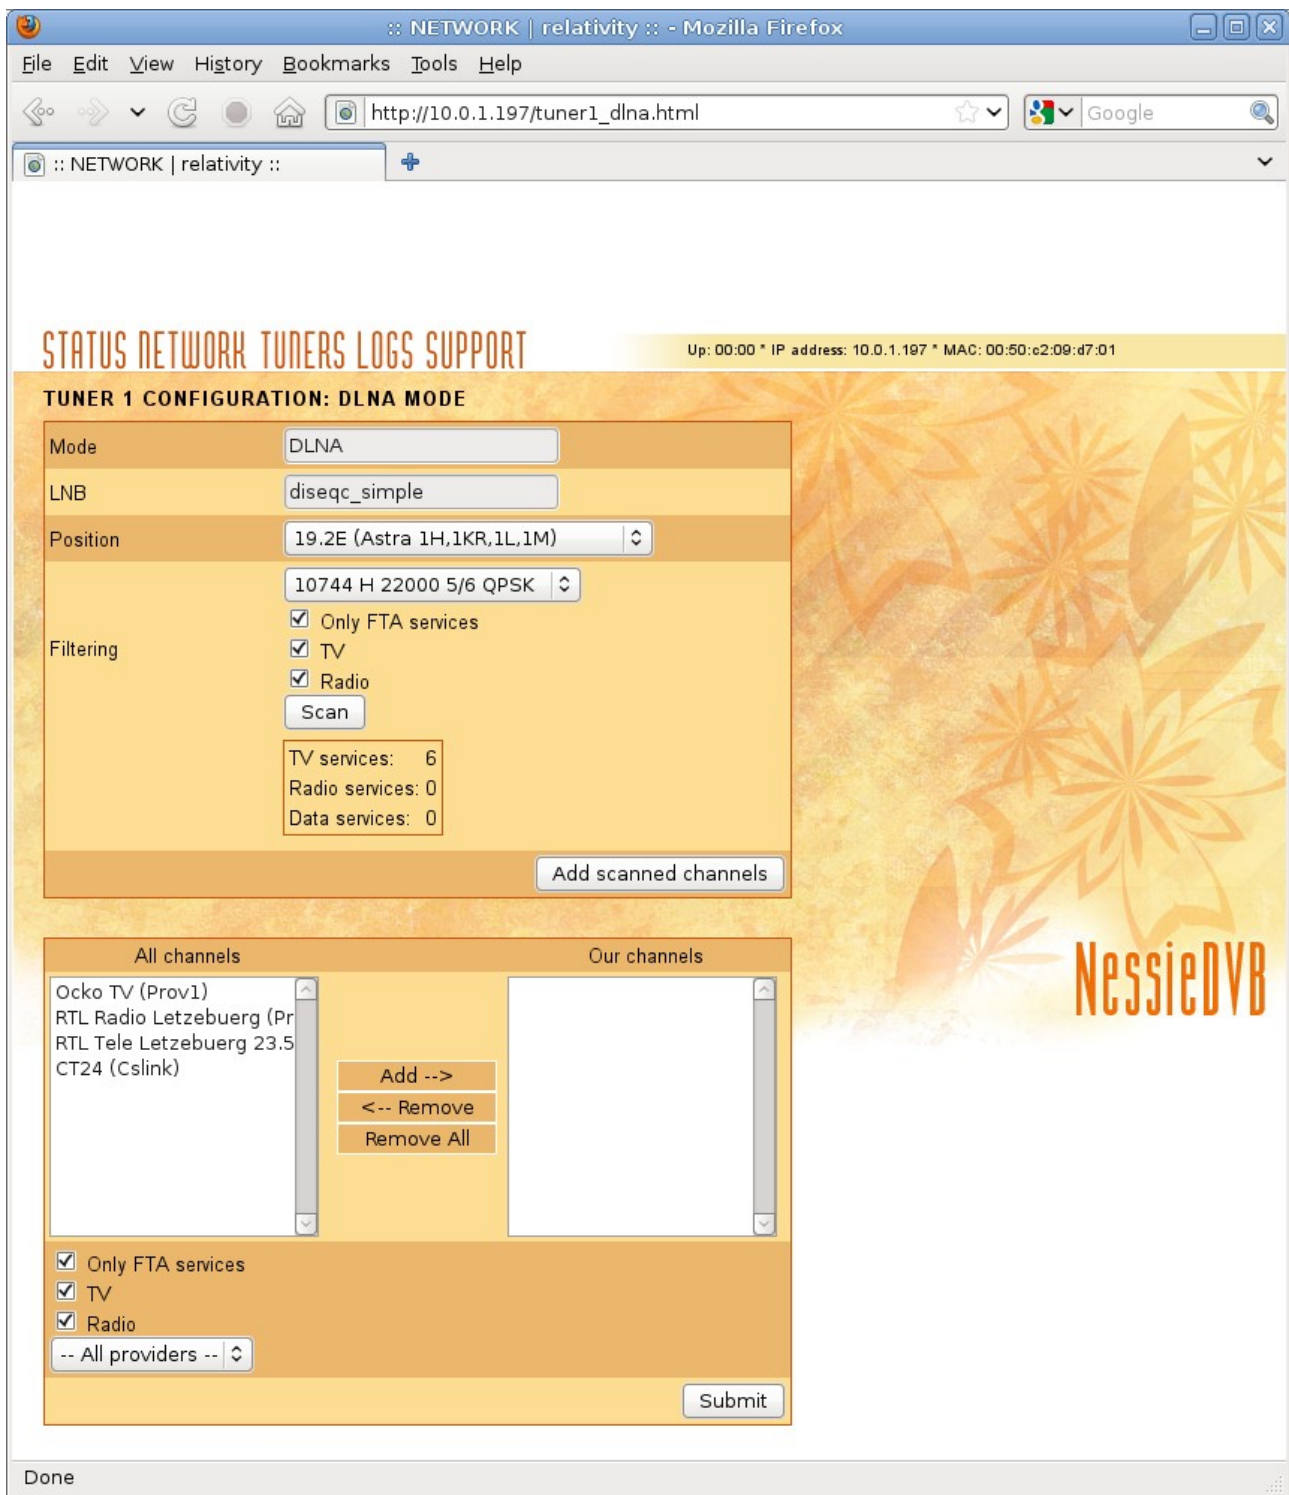 :: NETWORK | relativity :: - Mozilla Firefox
File Edit View History Bookmarks Tools Help
http://10.0.1.197/tuner1_dlna.html
Google
:: NETWORK | relativity ::
STATUS NETWORK TUNERS LOGS SUPPORT
Up: 00:00 * IP address: 10.0.1.197 * MAC: 00:50:c2:09:d7:01
TUNER 1 CONFIGURATION: DLNA MODE
Mode DLNA
LNB diseqc_simple
Position 19.2E (Astra 1H,1KR,1L,1M)
10744 H 22000 5/6 QPSK
Only FTA services
Filtering TV
Radio
Scan
TV services: 6
Radio services: 0
Data services: 0
Add scanned channels
All channels Our channels
Ocko TV (Prov1)
RTL Radio Letzebuerg (Pr
RTL Tele Letzebuerg 23.5
CT24 (Cslink)
Add -->
<-- Remove
Remove All
NessieDVB
Only FTA services
TV
Radio
-- All providers --
Submit
Done